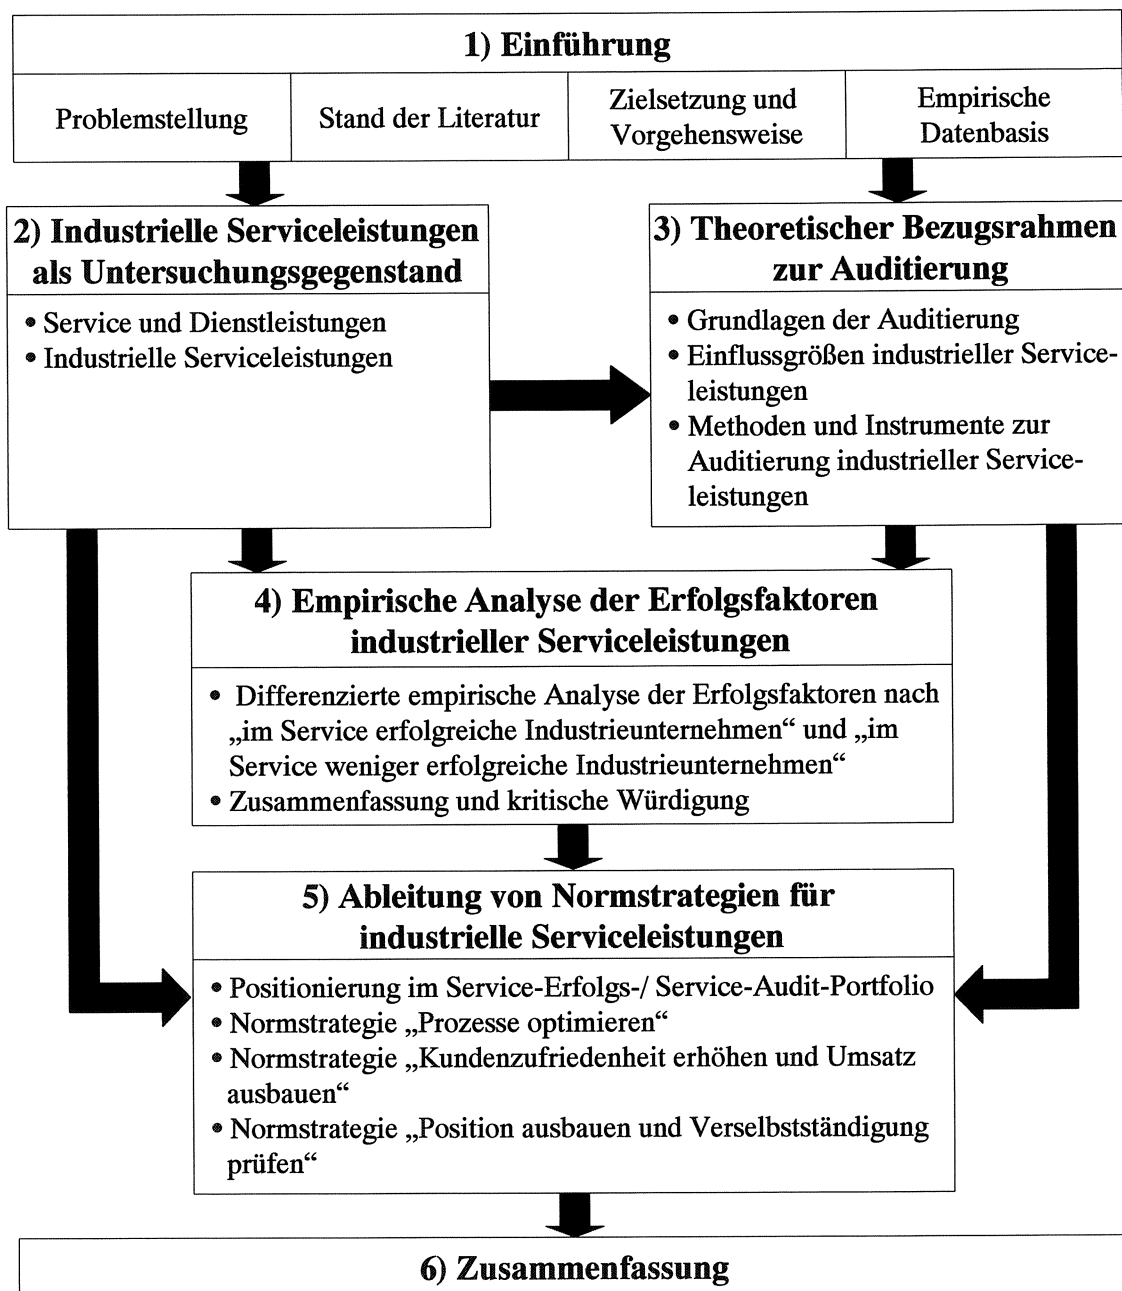 1) Einführung
Problemstellung
Stand der Literatur
Zielsetzung und
Vorgehensweise
Empirische
Datenbasis
2) Industrielle Serviceleistungen
als Untersuchungsgegenstand
• Service und Dienstleistungen
• Industrielle Serviceleistungen
3) Theoretischer Bezugsrahmen
zur Auditierung
• Grundlagen der Auditierung
• Einflussgrößen industrieller Service-
leistungen
• Methoden und Instrumente zur
Auditierung industrieller Service-
leistungen
4) Empirische Analyse der Erfolgsfaktoren
industrieller Serviceleistungen
• Differenzierte empirische Analyse der Erfolgsfaktoren nach
„im Service erfolgreiche Industrieunternehmen“ und „im
Service weniger erfolgreiche Industrieunternehmen“
• Zusammenfassung und kritische Würdigung
5) Ableitung von Normstrategien für
industrielle Serviceleistungen
• Positionierung im Service-Erfolgs-/ Service-Audit-Portfolio
• Normstrategie „Prozesse optimieren“
• Normstrategie „Kundenzufriedenheit erhöhen und Umsatz
ausbauen“
• Normstrategie „Position ausbauen und Verselbstständigung
prüfen“
6) Zusammenfassung